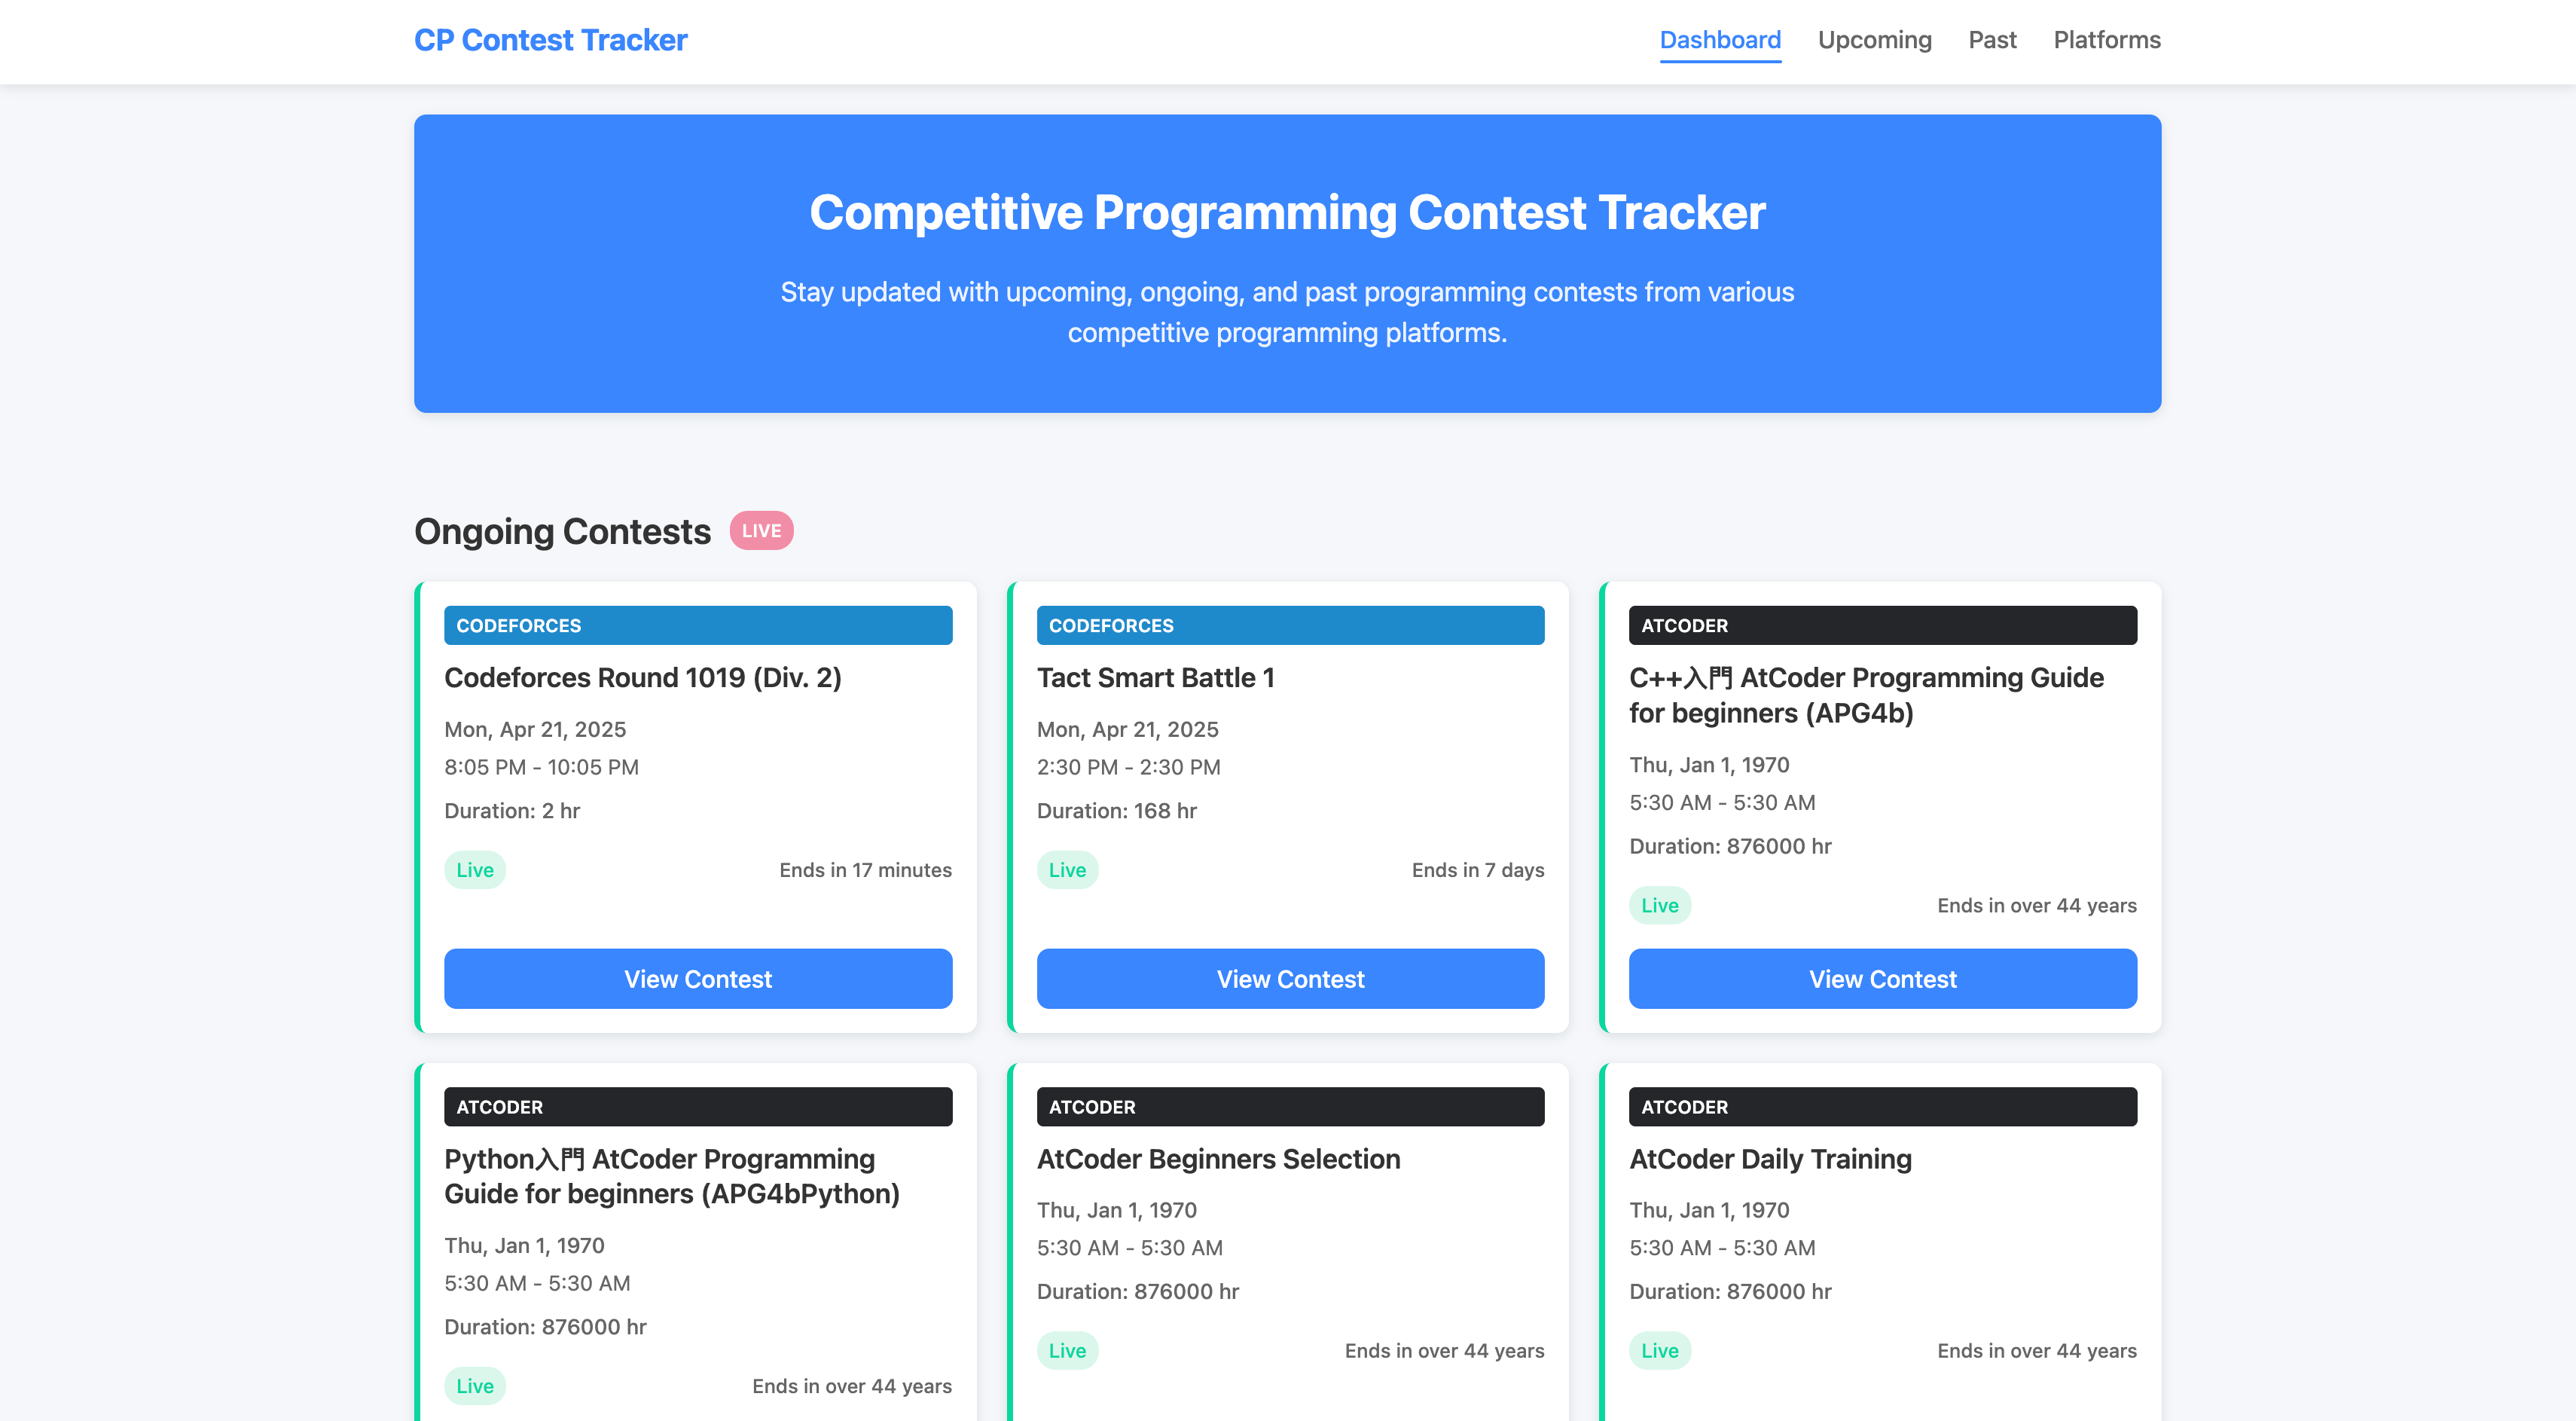 CP Contest Tracker
Dashboard Upcoming Past Platforms
Competitive Programming Contest Tracker
Stay updated with upcoming, ongoing, and past programming contests from various
competitive programming platforms.
Ongoing Contests LIVE
CODEFORCES
Codeforces Round 1019 (Div. 2)
Mon, Apr 21, 2025
8:05 PM - 10:05 PM
Duration: 2 hr
Live Ends in 17 minutes
View Contest
CODEFORCES
Tact Smart Battle 1
Mon, Apr 21, 2025
2:30 PM - 2:30 PM
Duration: 168 hr
Live Ends in 7 days
View Contest
ATCODER
C++入門 AtCoder Programming Guide
for beginners (APG4b)
Thu, Jan 1, 1970
5:30 AM - 5:30 AM
Duration: 876000 hr
Live Ends in over 44 years
View Contest
ATCODER
Python入門 AtCoder Programming
Guide for beginners (APG4bPython)
Thu, Jan 1, 1970
5:30 AM - 5:30 AM
Duration: 876000 hr
Live Ends in over 44 years
ATCODER
AtCoder Beginners Selection
Thu, Jan 1, 1970
5:30 AM - 5:30 AM
Duration: 876000 hr
Live Ends in over 44 years
ATCODER
AtCoder Daily Training
Thu, Jan 1, 1970
5:30 AM - 5:30 AM
Duration: 876000 hr
Live Ends in over 44 years